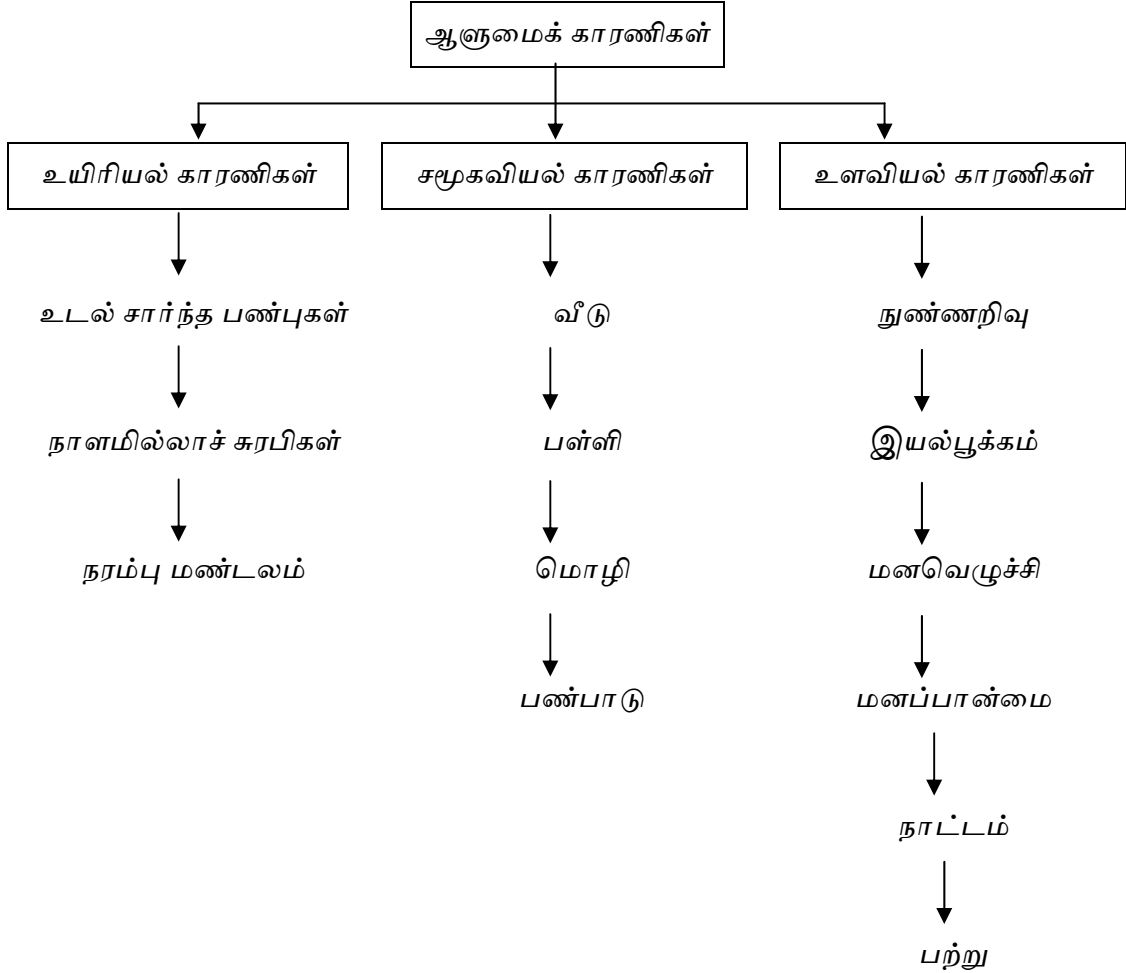 ஆளுமைக் காரணிகள்
உயிரியல் காரணிகள்
சமூகவியல் காரணிகள்
உளவியல் காரணிகள்
உடல் சார்ந்த பண்புகள்
வீடு
நுண்ணறிவு
நாளமில்லாச் சுரபிகள்
பள்ளி
இயல்பூக்கம்
நரம்பு மண்டலம்
மொழி
மனவெழுச்சி
பண்பாடு
மனப்பான்மை
நாட்டம்
பற்று